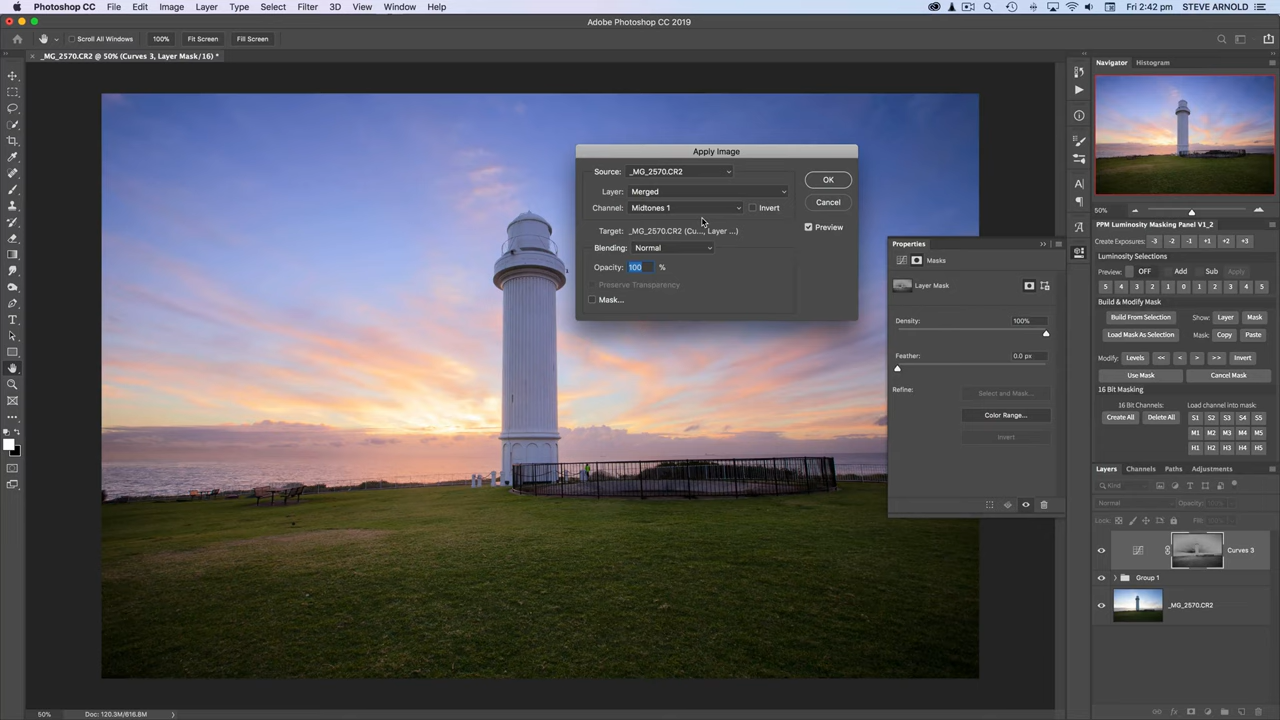 Photoshop CC File Edit Image Layer Type Select Filter 3D View Window Help Fri 2:42 pm STEVE ARNOLD
Adobe Photoshop CC 2019
Scroll All Windows 100% Fit Screen Fill Screen
_MG_2570.CR2 @ 50% (Curves 3, Layer Mask/16) *
Navigator Histogram
50%
Apply Image
Source: _MG_2570.CR2
Layer: Merged
Channel: Midtones 1 Invert
Target: _MG_2570.CR2 (Cu..., Layer ...)
Blending: Normal
Opacity: 100 %
Preserve Transparency
Mask...
OK
Cancel
Preview
Properties
Masks
Layer Mask
Density: 100%
Feather: 0.0 px
Refine: Select and Mask...
Color Range...
Invert
PPM Luminosity Masking Panel V1_2
Create Exposures: -3 -2 -1 +1 +2 +3
Luminosity Selections
Preview: OFF Add Sub Apply
5 4 3 2 1 0 1 2 3 4 5
Build & Modify Mask
Build From Selection Show: Layer Mask
Load Mask As Selection Mask: Copy Paste
Modify: Levels << < > >> Invert
Use Mask Cancel Mask
16 Bit Masking
16 Bit Channels: Load channel into mask:
Create All Delete All S1 S2 S3 S4 S5
M1 M2 M3 M4 M5
H1 H2 H3 H4 H5
Layers Channels Paths Adjustments
Kind
Normal Opacity: 100%
Lock: Fill:
Curves 3
Group 1
_MG_2570.CR2
50% Doc: 120.3M/616.8M